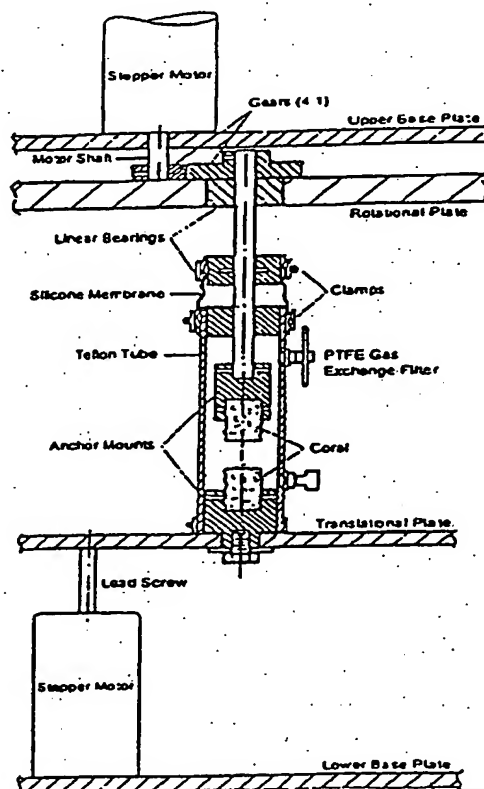 Stepper Motor
Gears (4:1)
Upper Base Plate
Motor Shaft
Rotational Plate
Linear Bearings
Silicone Membrane
Clamps
Teflon Tube
PTFE Gas
Exchange Filter
Anchor Mounts
Coral
Translational Plate
Lead Screw
Stepper Motor
Lower Base Plate